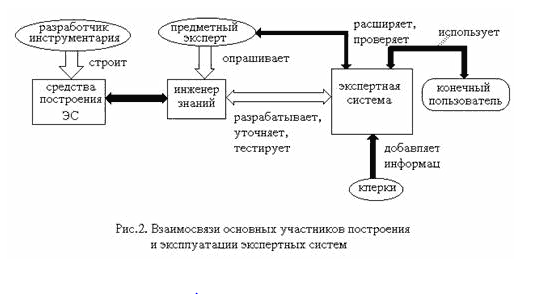 разработчик
инструментария
строит
средства
построения
ЭС
предметный
эксперт
опрашивает
инженер
знаний
разрабатывает,
уточняет,
тестирует
расширяет,
проверяет
экспертная
система
использует
конечный
пользователь
добавляет
информац
клерки
Рис.2. Взаимосвязи основных участников построения
и эксплуатации экспертных систем